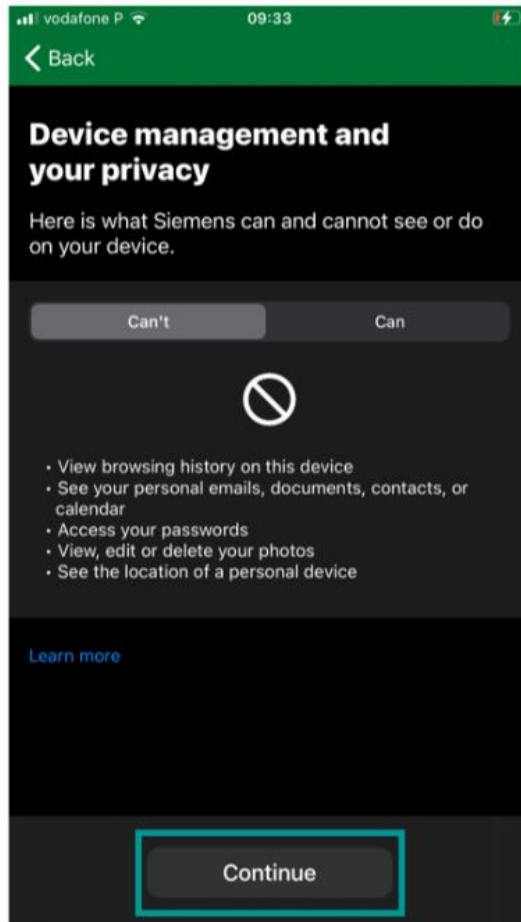 vodafone P 09:33
Back
Device management and
your privacy
Here is what Siemens can and cannot see or do
on your device.
Can't Can
• View browsing history on this device
• See your personal emails, documents, contacts, or
calendar
• Access your passwords
• View, edit or delete your photos
• See the location of a personal device
Learn more
Continue